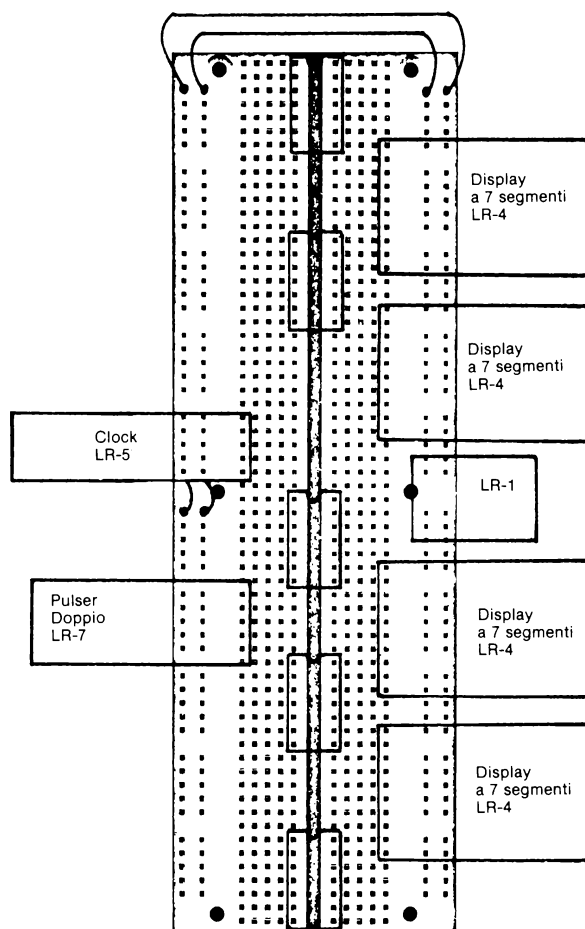 Display
a 7 segmenti
LR-4
Display
a 7 segmenti
LR-4
Clock
LR-5
LR-1
Pulser
Doppio
LR-7
Display
a 7 segmenti
LR-4
Display
a 7 segmenti
LR-4